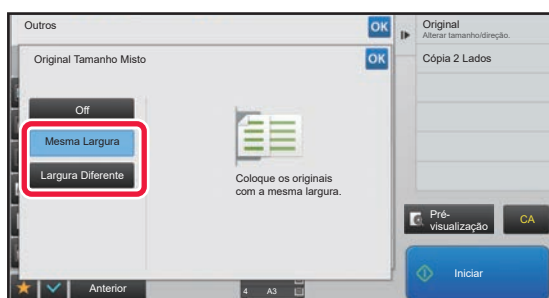 Outros
OK
Original Tamanho Misto
OK
Off
Mesma Largura
Largura Diferente
Coloque os originais
com a mesma largura.
Anterior
4 A3
Original
Alterar tamanho/direção.
Cópia 2 Lados
Pré-
visualização
CA
Iniciar